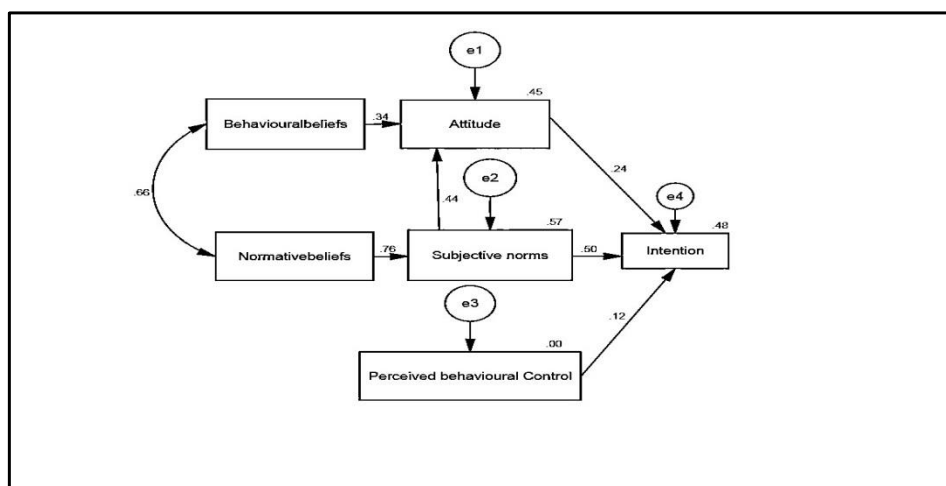 e1
.45
Behaviouralbeliefs
.34
Attitude
.24
.66
.44
e2
e4
.57
.48
Normativebeliefs
.76
Subjective norms
.50
Intention
e3
.12
.00
Perceived behavioural Control